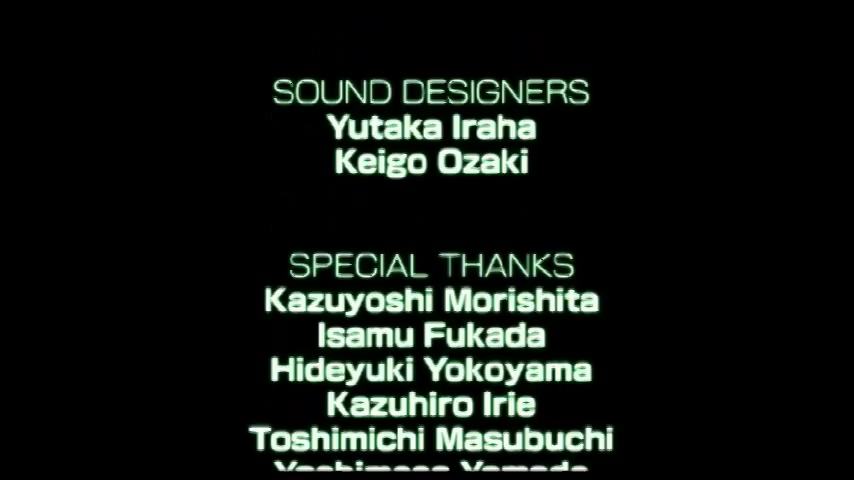 SOUND DESIGNERS
Yutaka Iraha
Keigo Ozaki
SPECIAL THANKS
Kazuyoshi Morishita
Isamu Fukada
Hideyuki Yokoyama
Kazuhiro Irie
Toshimichi Masubuchi